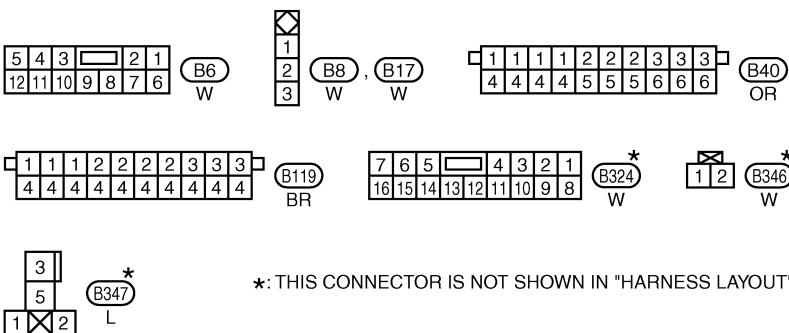 5 4 3 2 1
12 11 10 9 8 7 6
B6
W
1
2
3
B8 , B17
W W
1 1 1 1 2 2 2 3 3 3
4 4 4 4 5 5 5 6 6 6
B40
OR
1 1 1 2 2 2 2 3 3 3
4 4 4 4 4 4 4 4 4 4
B119
BR
7 6 5 4 3 2 1
16 15 14 13 12 11 10 9 8
B324 *
W
1 2
B346 *
W
3
5
1 2
B347 *
L
*: THIS CONNECTOR IS NOT SHOWN IN "HARNESS LAYOUT"